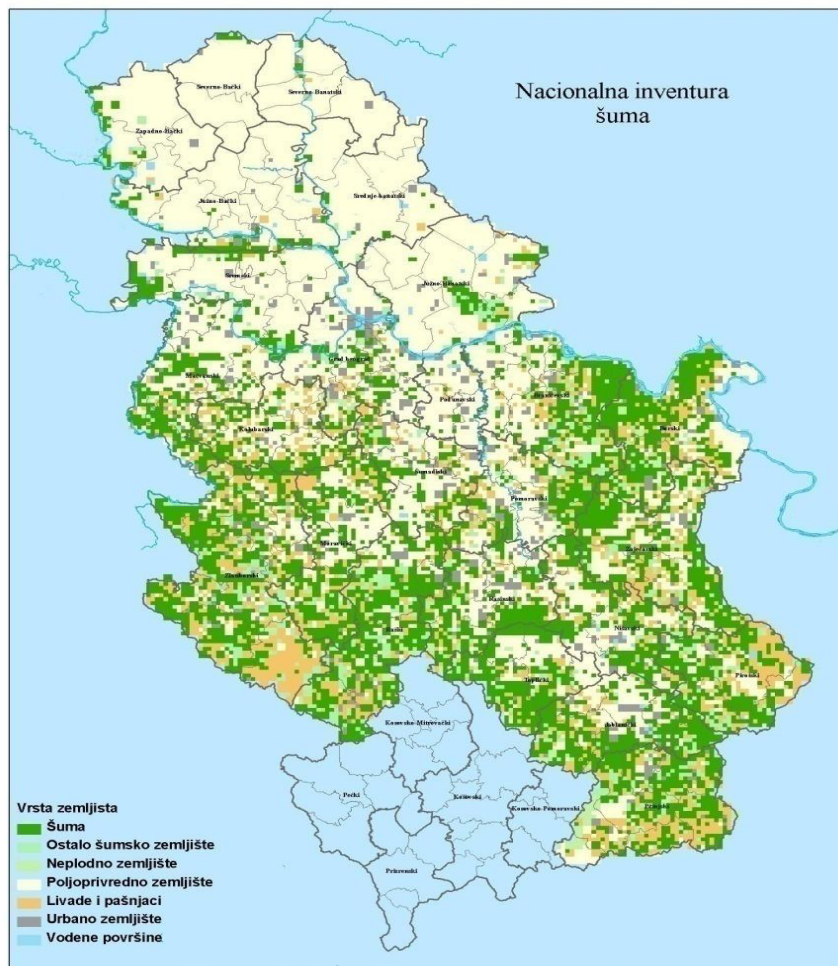 Nacionalna inventura
šuma
Severno-Bački
Severno-Banatski
Zapadno-Bački
Južno-Bački
Srednje-banatski
Sremski
Južno-Banatski
Grad beograd
Mačvanski
Podunavski
Braničevski
Borski
Kolubarski
Šumadiski
Pomoravski
Moravički
Zaječarski
Zlatiborski
Rasinski
Raški
Nišavski
Toplički
Pirotski
Jablanički
Kosovsko-Mitrovački
Pećki
Kosovski
Kosovsko-Pomoravski
Pčinjski
Prizrenski
Vrsta zemljista
Šuma
Ostalo šumsko zemljište
Neplodno zemljište
Poljoprivredno zemljište
Livade i pašnjaci
Urbano zemljište
Vodene površine